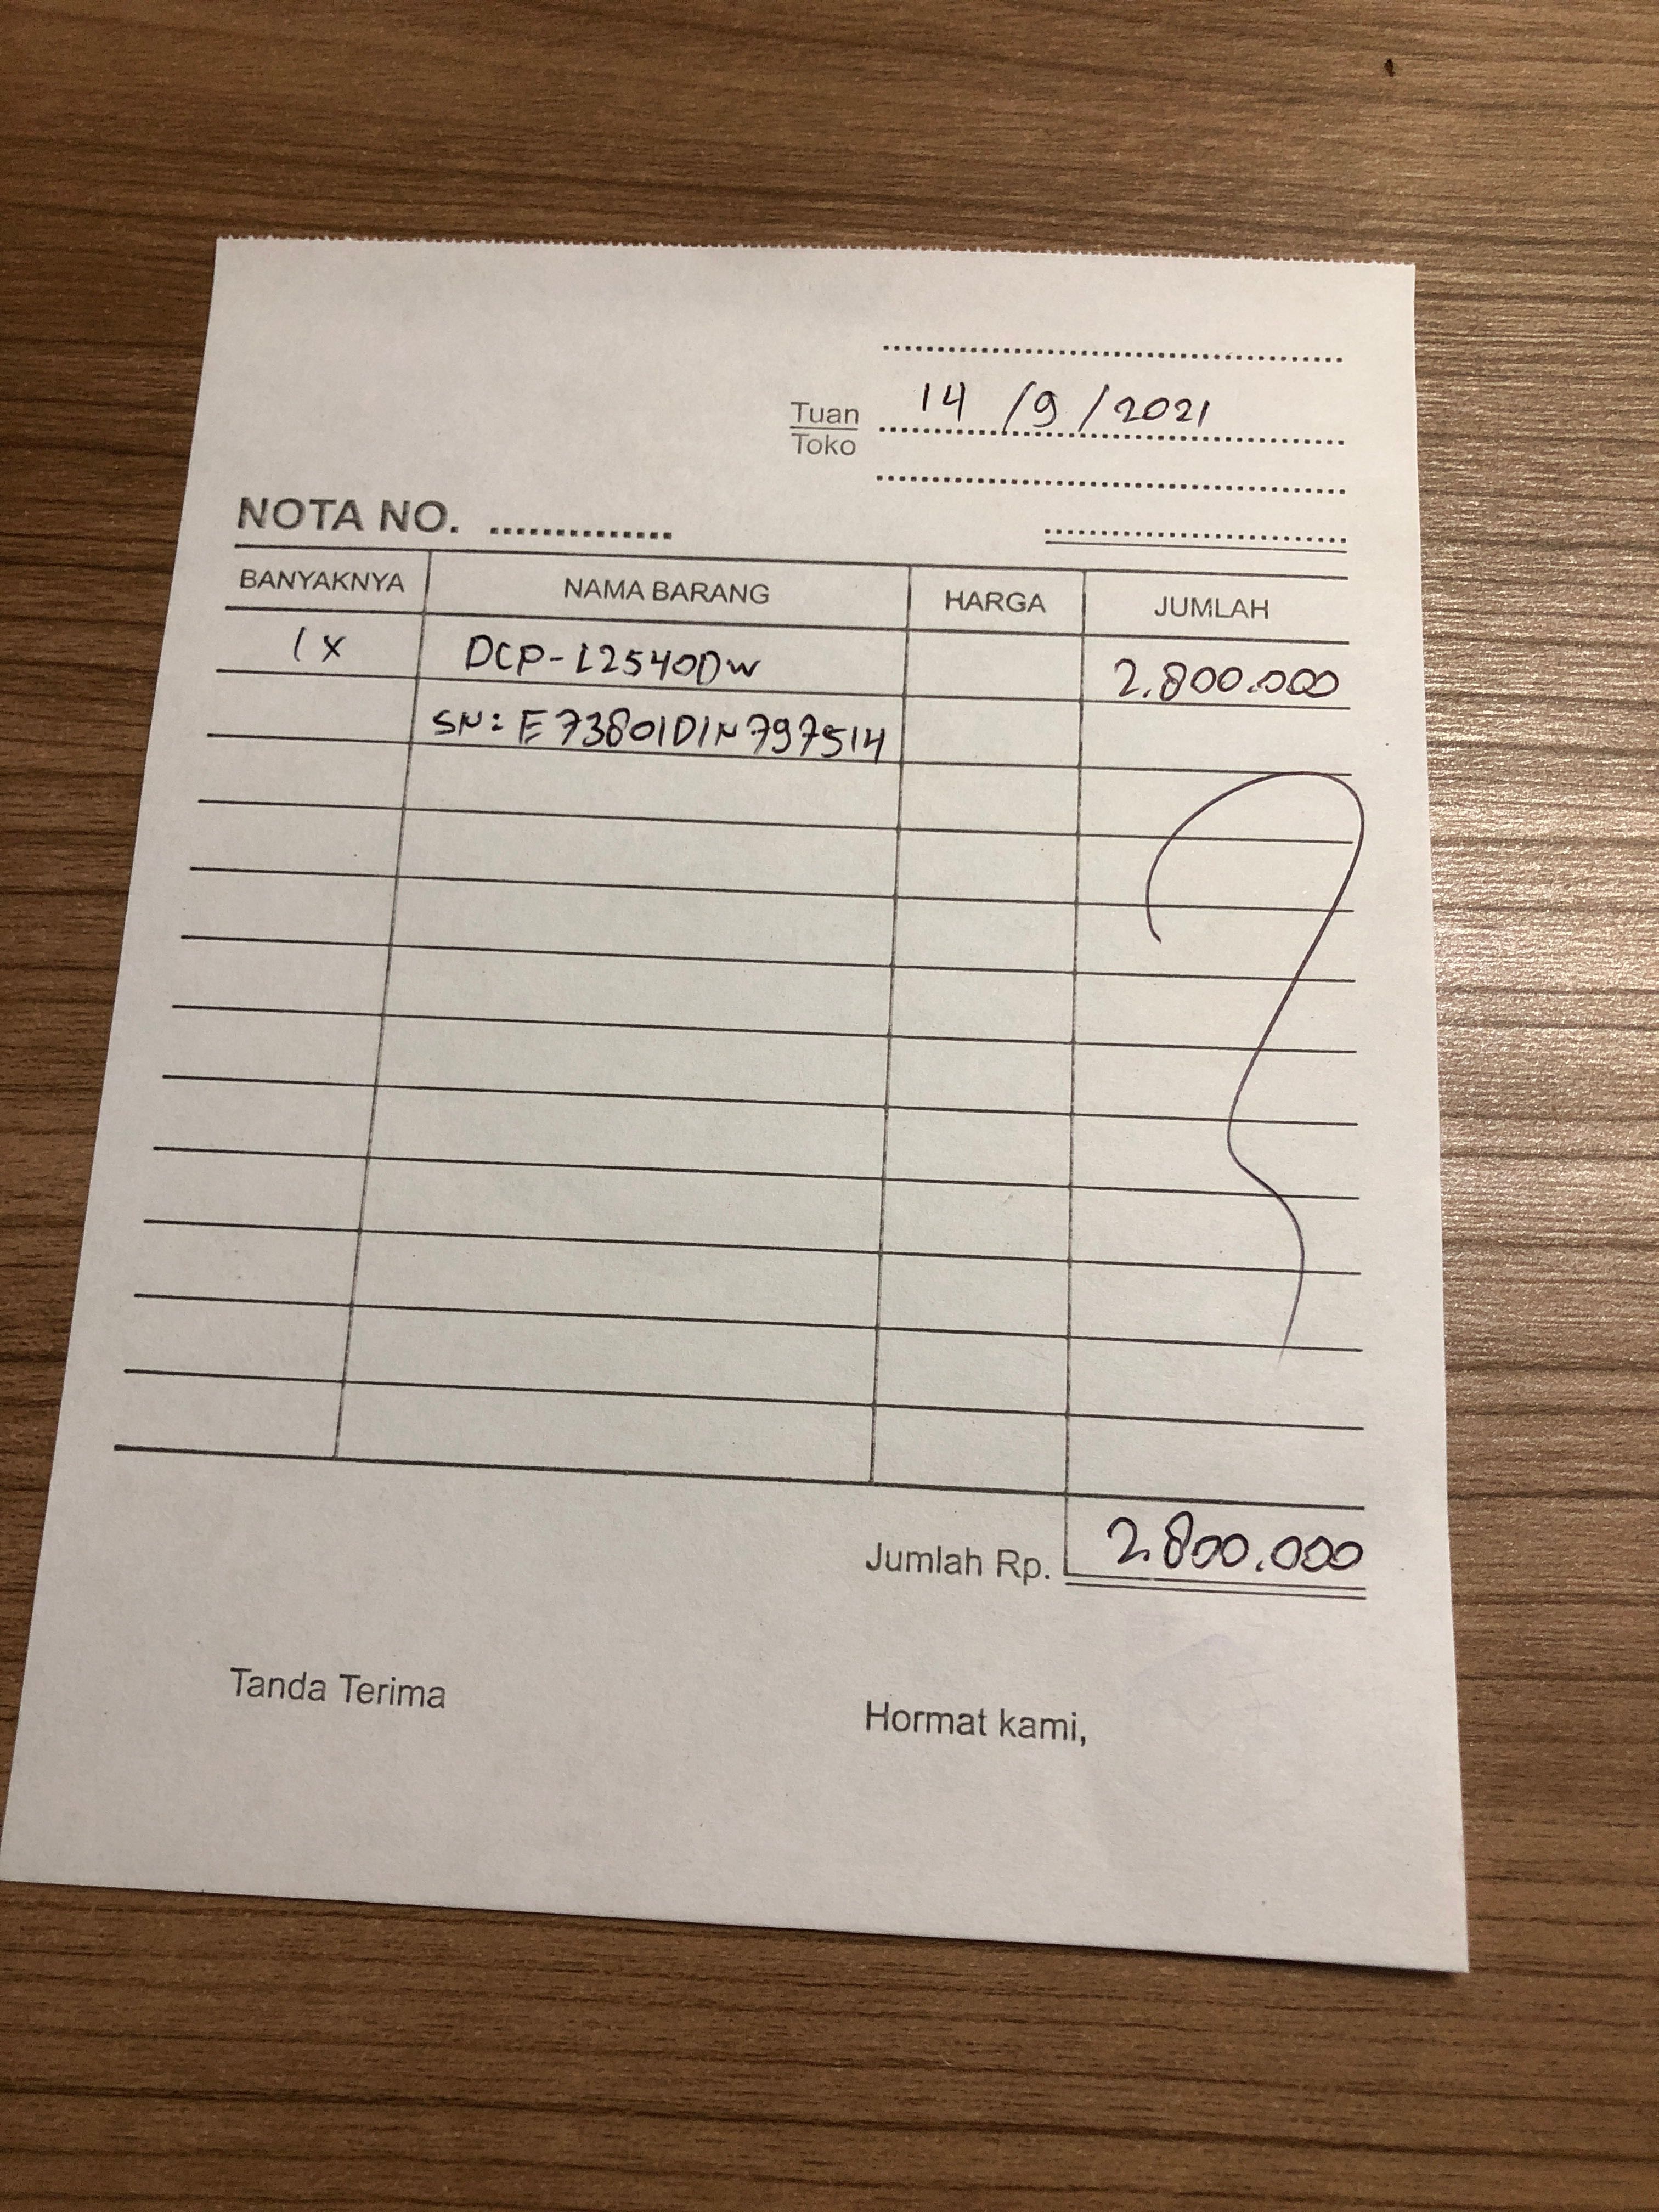 14 /9 /2021
Tuan
Toko
NOTA NO.
BANYAKNYA NAMA BARANG HARGA JUMLAH
1x DCP-L2540DW 2.800.000
SN: E73801D1N797514
Jumlah Rp. 2.800.000
Tanda Terima
Hormat kami,